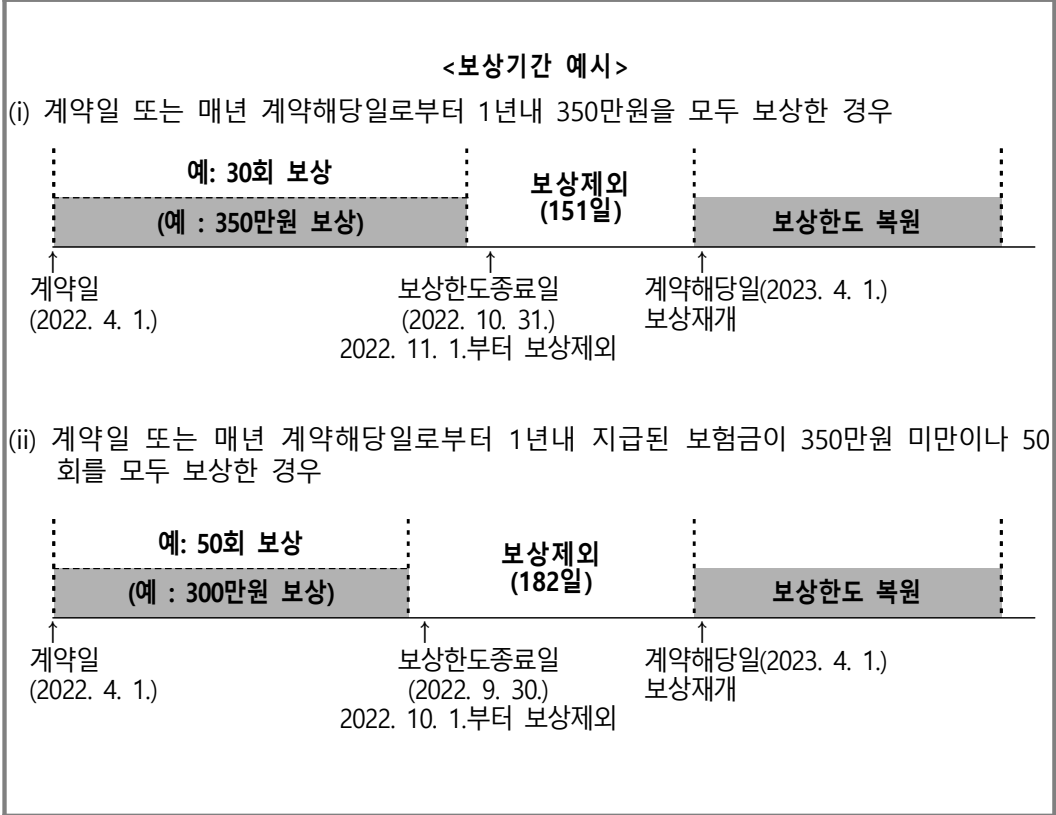 <보상기간 예시>
(i) 계약일 또는 매년 계약해당일로부터 1년내 350만원을 모두 보상한 경우
예: 30회 보상
(예 : 350만원 보상)
보상제외
(151일)
보상한도 복원
↑
계약일
(2022. 4. 1.)
↑
보상한도종료일
(2022. 10. 31.)
2022. 11. 1.부터 보상제외
↑
계약해당일(2023. 4. 1.)
보상재개
(ii) 계약일 또는 매년 계약해당일로부터 1년내 지급된 보험금이 350만원 미만이나 50
회를 모두 보상한 경우
예: 50회 보상
(예 : 300만원 보상)
보상제외
(182일)
보상한도 복원
↑
계약일
(2022. 4. 1.)
↑
보상한도종료일
(2022. 9. 30.)
2022. 10. 1.부터 보상제외
↑
계약해당일(2023. 4. 1.)
보상재개